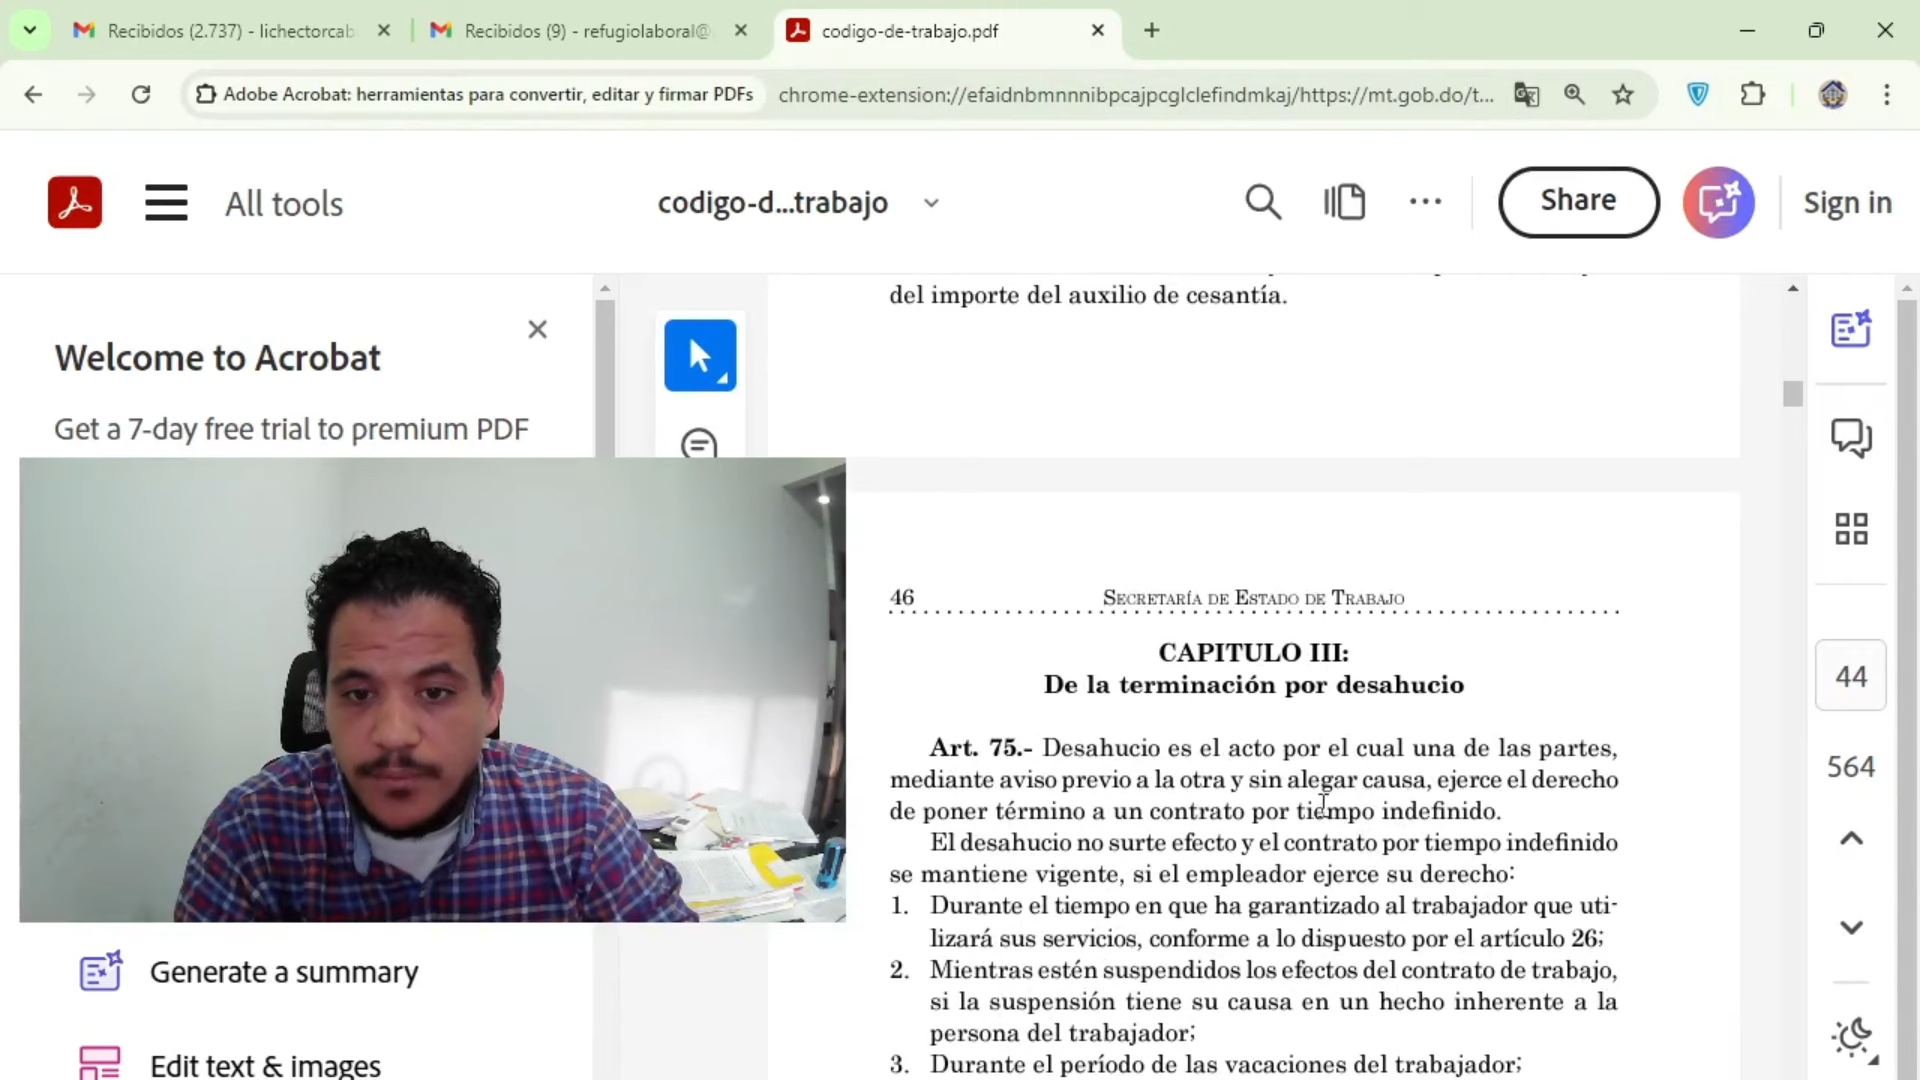 Recibidos (2.737) - lichectorcab
Recibidos (9) - refugiolaboral@
codigo-de-trabajo.pdf
Adobe Acrobat: herramientas para convertir, editar y firmar PDFs
chrome-extension://efaidnbmnnnibpcajpcglclefindmkaj/https://mt.gob.do/t...
All tools
codigo-d...trabajo
Share
Sign in
Welcome to Acrobat
Get a 7-day free trial to premium PDF
Generate a summary
Edit text & images
del importe del auxilio de cesantía.
46
SECRETARÍA DE ESTADO DE TRABAJO
CAPITULO III:
De la terminación por desahucio
Art. 75.- Desahucio es el acto por el cual una de las partes,
mediante aviso previo a la otra y sin alegar causa, ejerce el derecho
de poner término a un contrato por tiempo indefinido.
El desahucio no surte efecto y el contrato por tiempo indefinido
se mantiene vigente, si el empleador ejerce su derecho:
1. Durante el tiempo en que ha garantizado al trabajador que uti-
lizará sus servicios, conforme a lo dispuesto por el artículo 26;
2. Mientras estén suspendidos los efectos del contrato de trabajo,
si la suspensión tiene su causa en un hecho inherente a la
persona del trabajador;
3. Durante el período de las vacaciones del trabajador;
44
564